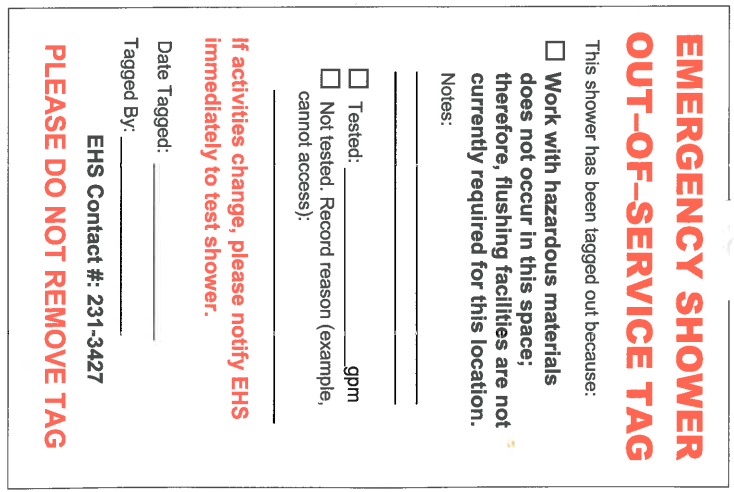 EMERGENCY SHOWER
OUT–OF–SERVICE TAG
This shower has been tagged out because:
☐ Work with hazardous materials
does not occur in this space;
therefore, flushing facilities are not
currently required for this location.
Notes:
☐ Tested: ____________________gpm
☐ Not tested. Record reason (example,
cannot access):
If activities change, please notify EHS
immediately to test shower.
Date Tagged: ____________________
Tagged By: ____________________
EHS Contact #: 231-3427
PLEASE DO NOT REMOVE TAG